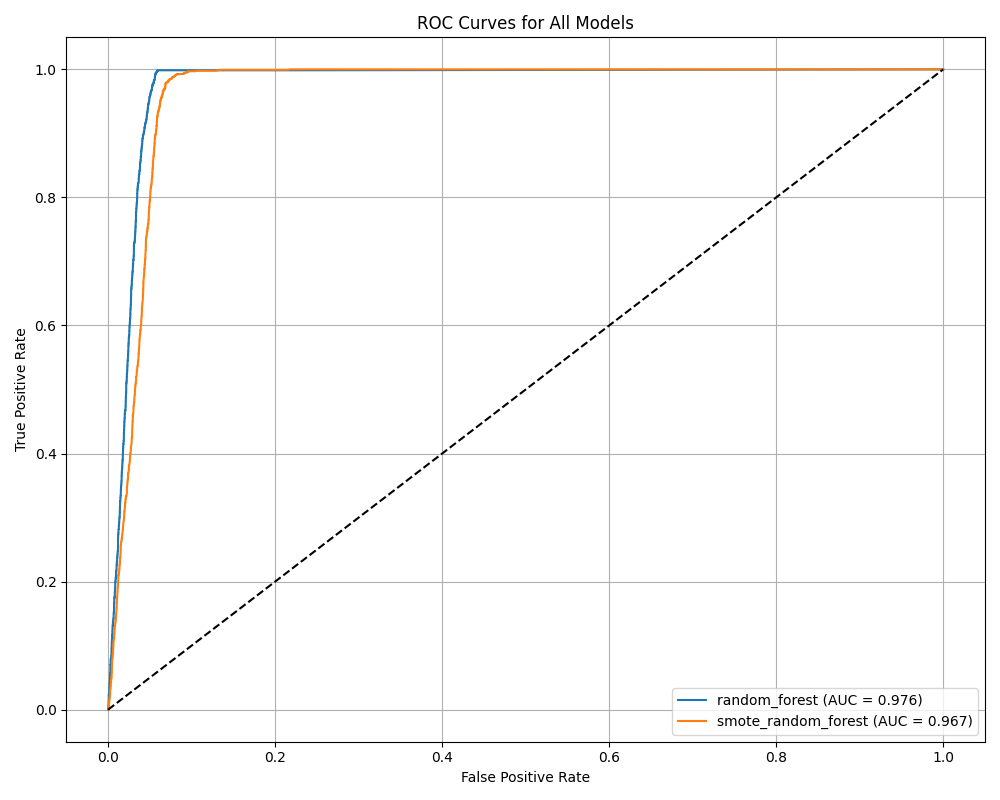 ROC Curves for All Models
1.0
0.8
0.6
0.4
0.2
0.0
True Positive Rate
0.0 0.2 0.4 0.6 0.8 1.0
False Positive Rate
random_forest (AUC = 0.976)
smote_random_forest (AUC = 0.967)